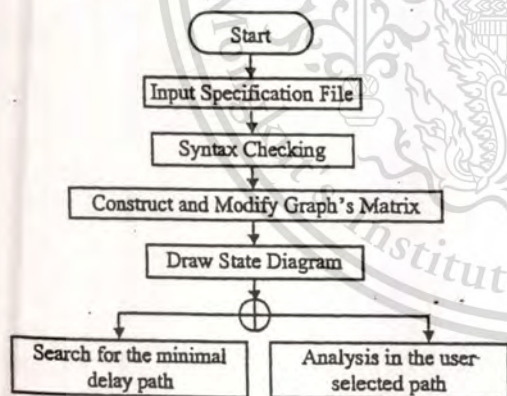 Start
Input Specification File
Syntax Checking
Construct and Modify Graph's Matrix
Draw State Diagram
Search for the minimal
delay path
Analysis in the user
selected path
Institut